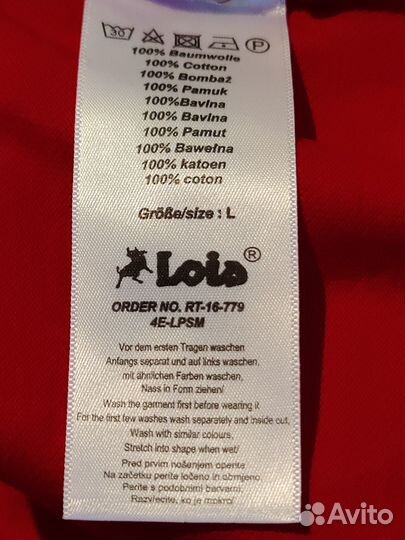 30 P
100% Baumwolle
100% Cotton
100% Bombaž
100% Pamuk
100%Bavlna
100% Bavlna
100% Pamut
100% Bawełna
100% katoen
100% coton
Größe/size : L
Lois®
ORDER NO. RT-16-779
4E-LPSM
Vor dem ersten Tragen waschen
Anfangs separat und auf links waschen,
mit ähnlichen Farben waschen,
Nass in Form ziehen/
Wash the garment first before wearing it
For the first few washes wash separately and inside out,
Wash with similar colours,
Stretch into shape when wet/
Pred prvim nošenjem operite
Na začetku perite ločeno in obrnjeno.
Perite s podobnimi barvami.
Razvlecite, ko je mokro/
Avito